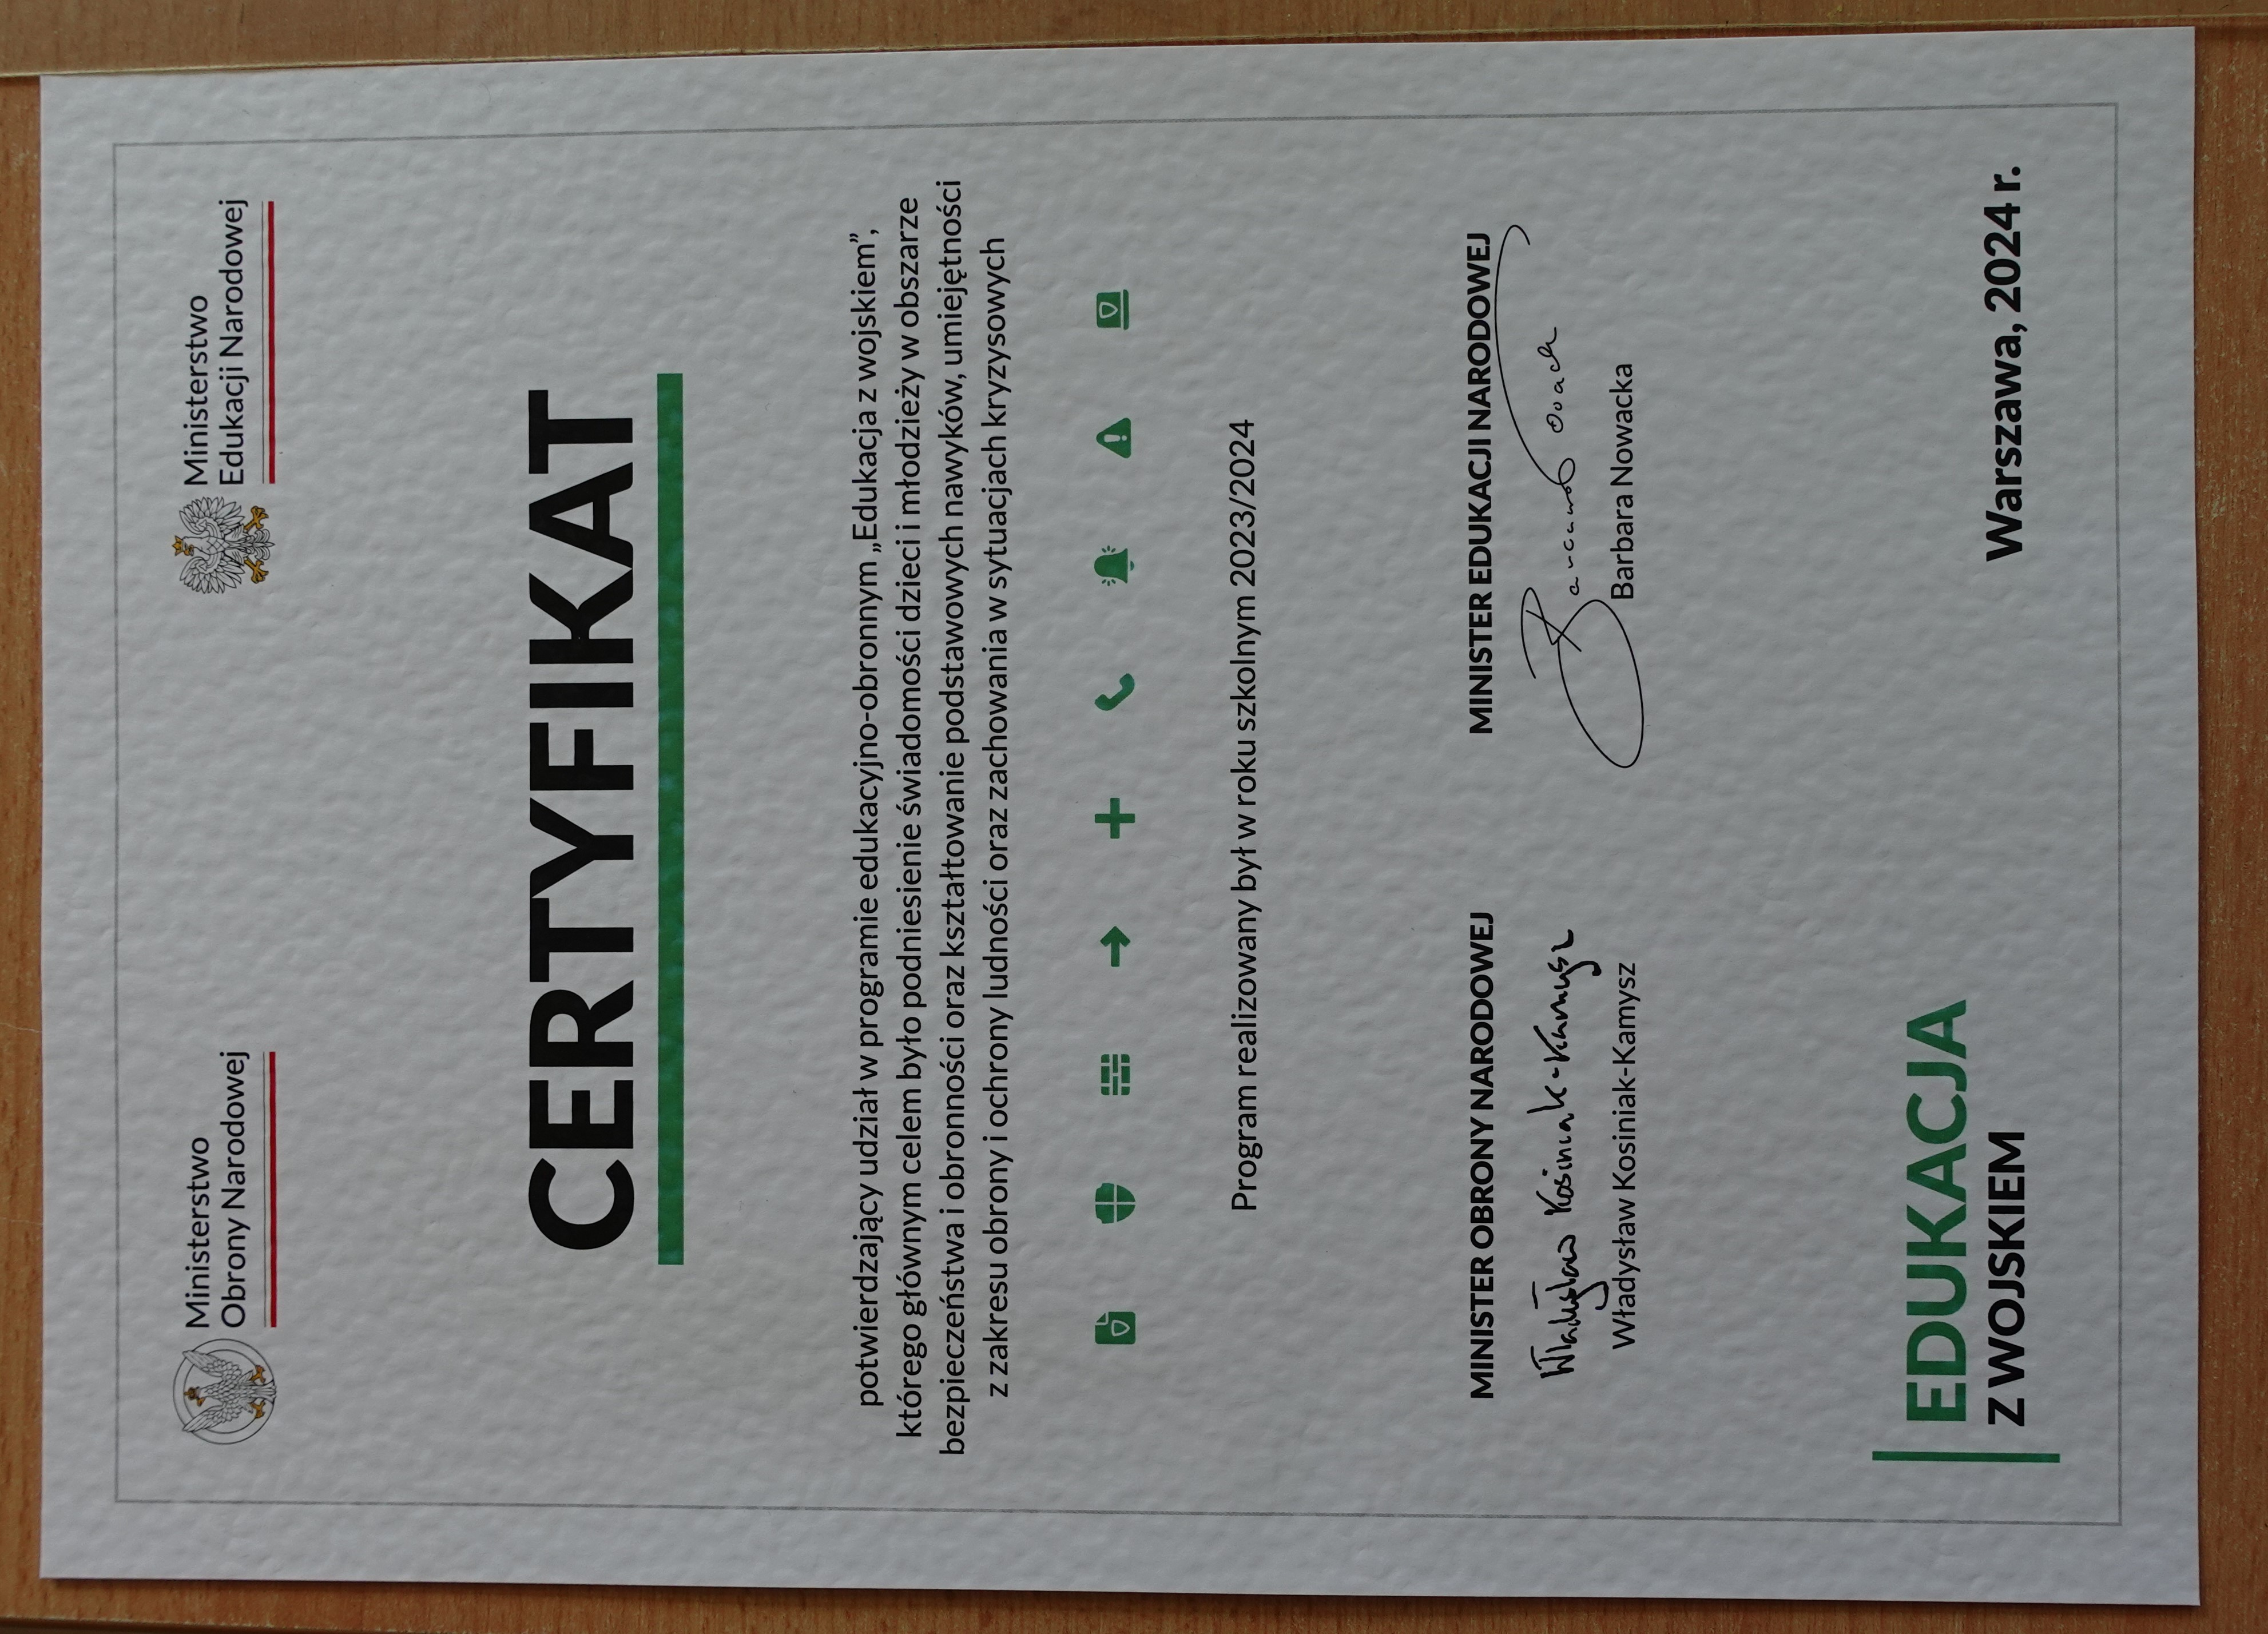 Ministerstwo
Obrony Narodowej
Ministerstwo
Edukacji Narodowej
CERTYFIKAT
potwierdzający udział w programie edukacyjno-obronnym „Edukacja z wojskiem”,
którego głównym celem było podniesienie świadomości dzieci i młodzieży w obszarze
bezpieczeństwa i obronności oraz kształtowanie podstawowych nawyków, umiejętności
z zakresu obrony i ochrony ludności oraz zachowania w sytuacjach kryzysowych
Program realizowany był w roku szkolnym 2023/2024
MINISTER OBRONY NARODOWEJ
Władysław Kosiniak-Kamysz
Władysław Kosiniak-Kamysz
MINISTER EDUKACJI NARODOWEJ
Barbara Nowacka
EDUKACJA
Z WOJSKIEM
Warszawa, 2024 r.